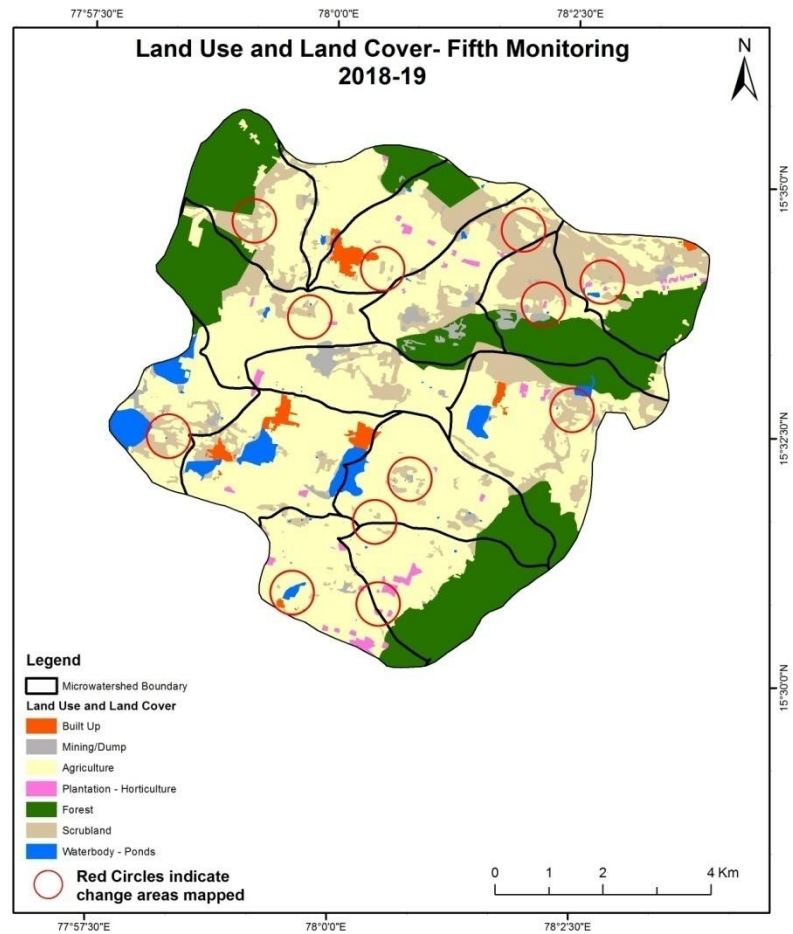 77°57'30"E 78°0'0"E 78°2'30"E
Land Use and Land Cover- Fifth Monitoring
2018-19
N
15°35'0"N
15°32'30"N
15°30'0"N
Legend
Microwatershed Boundary
Land Use and Land Cover
Built Up
Mining/Dump
Agriculture
Plantation - Horticulture
Forest
Scrubland
Waterbody - Ponds
Red Circles indicate
change areas mapped
0 1 2 4 Km
77°57'30"E 78°0'0"E 78°2'30"E